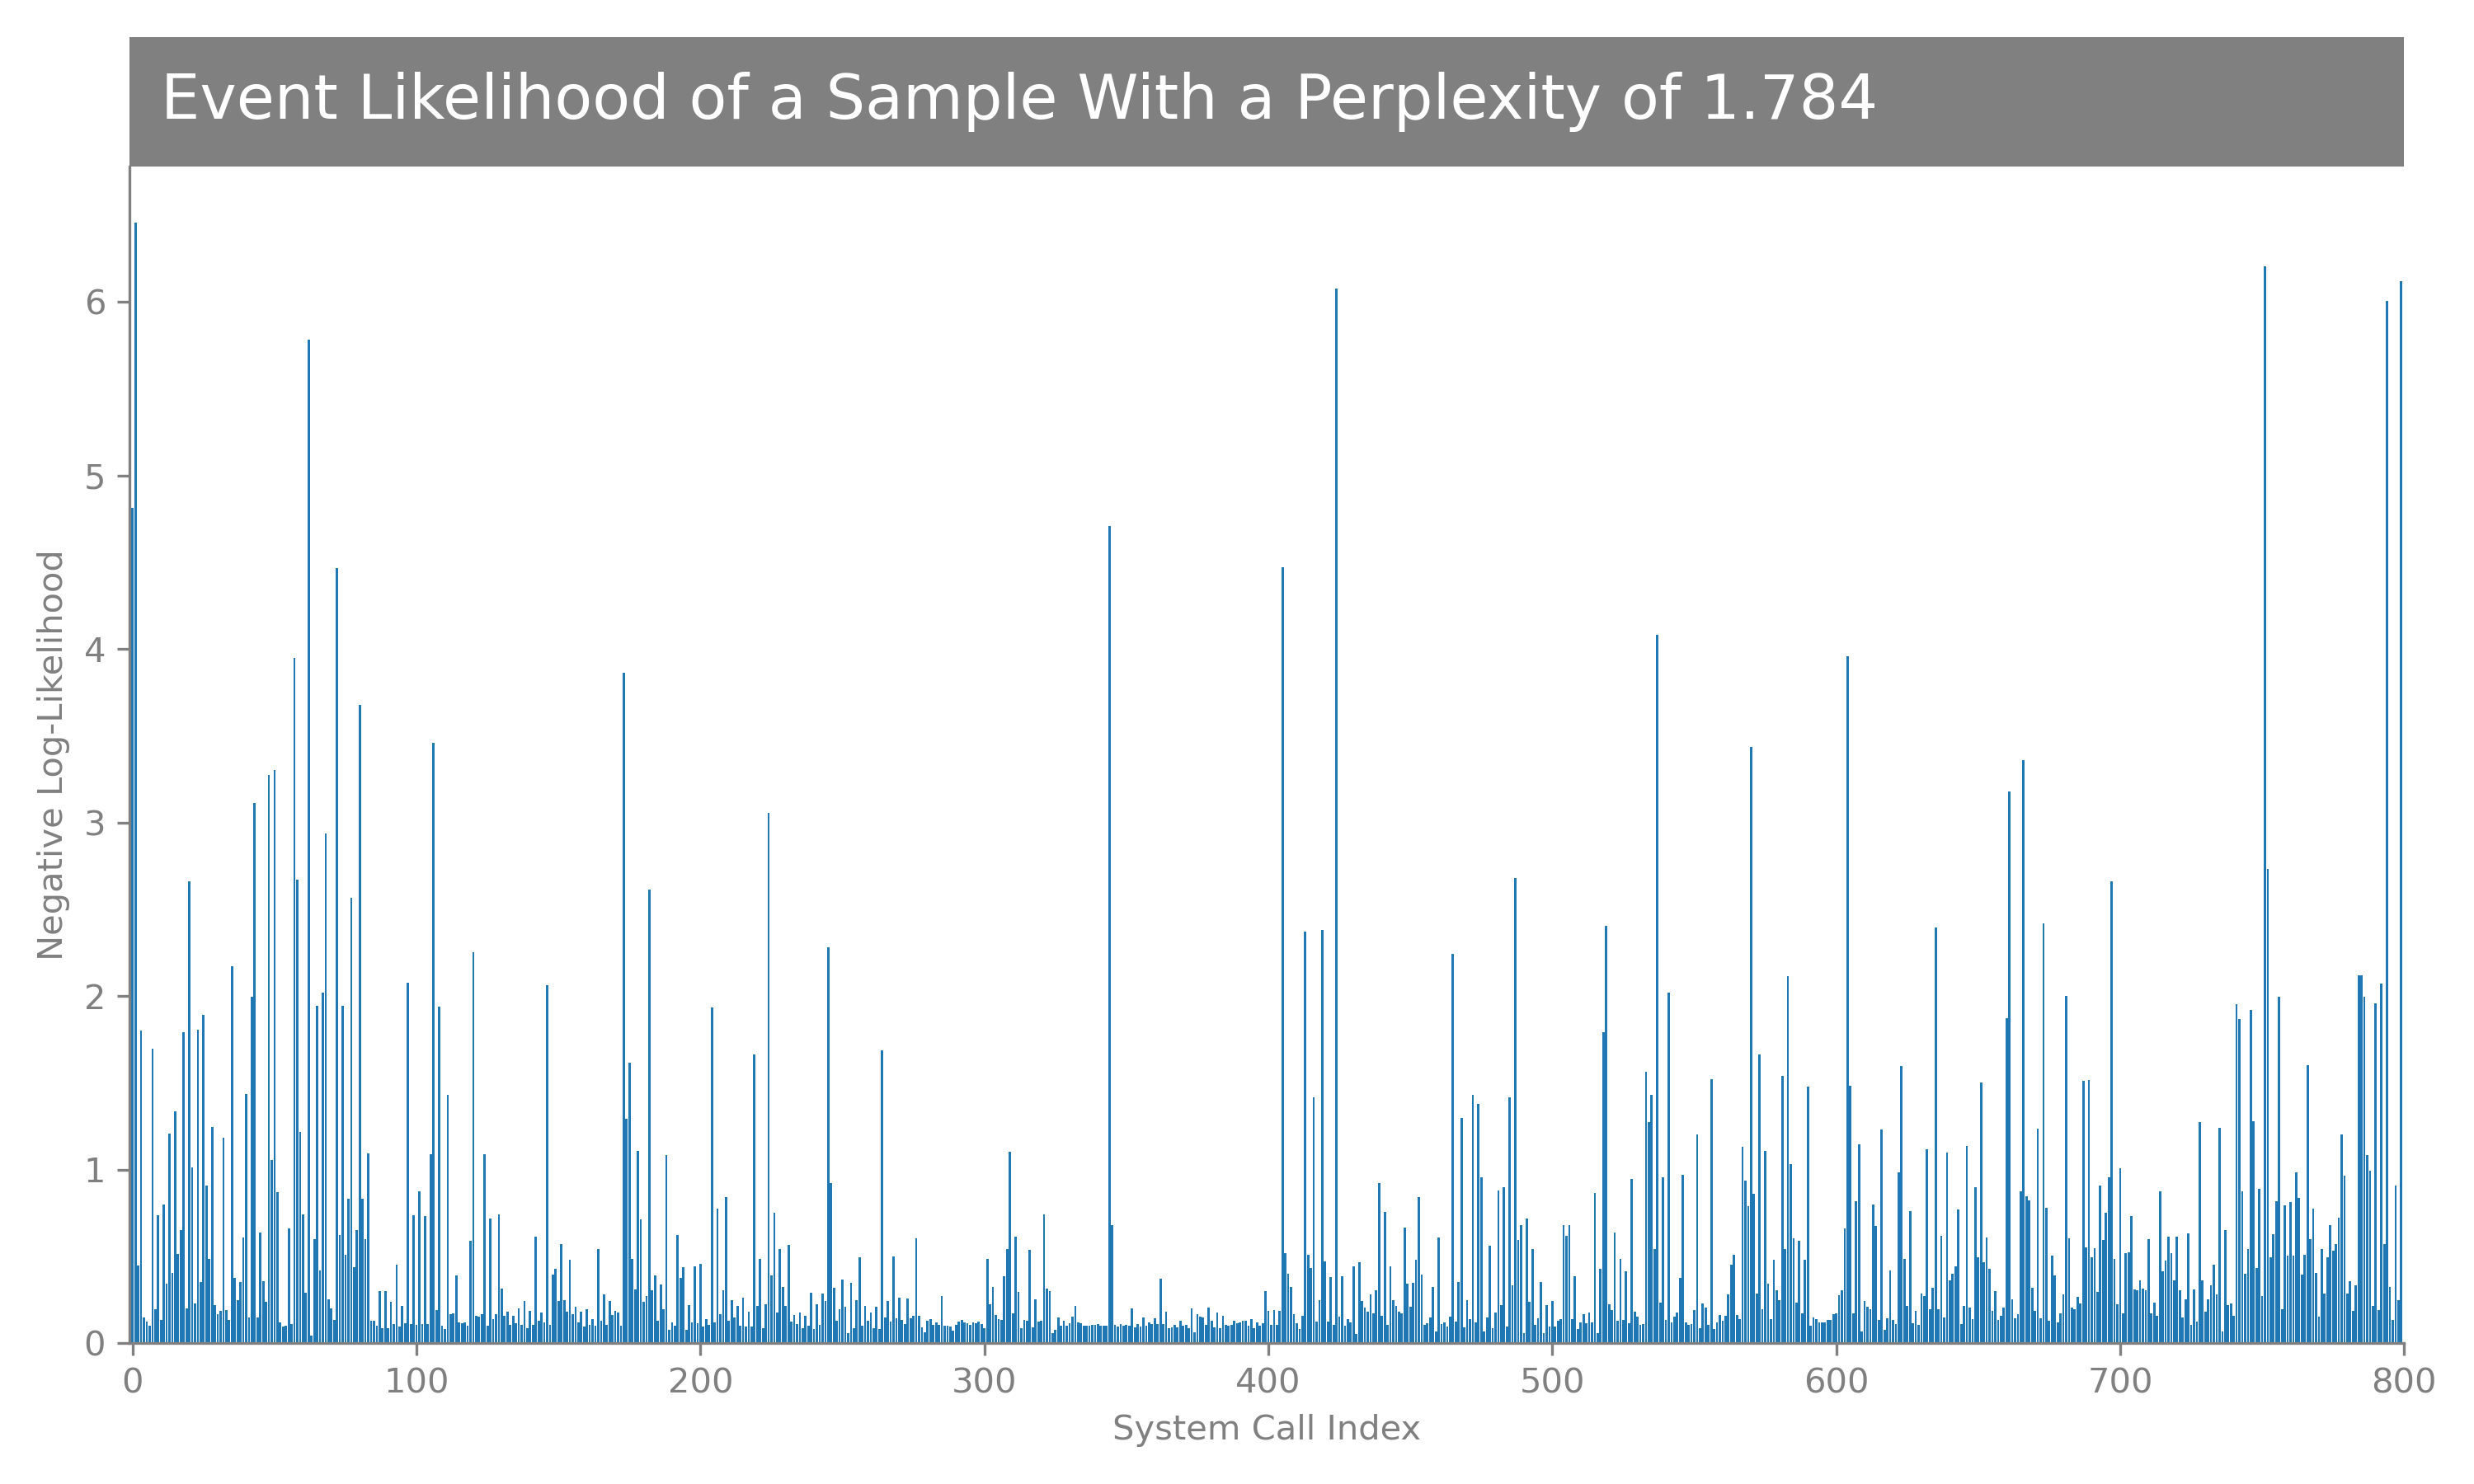 Event Likelihood of a Sample With a Perplexity of 1.784
Negative Log-Likelihood
6
5
4
3
2
1
0
0 100 200 300 400 500 600 700 800
System Call Index